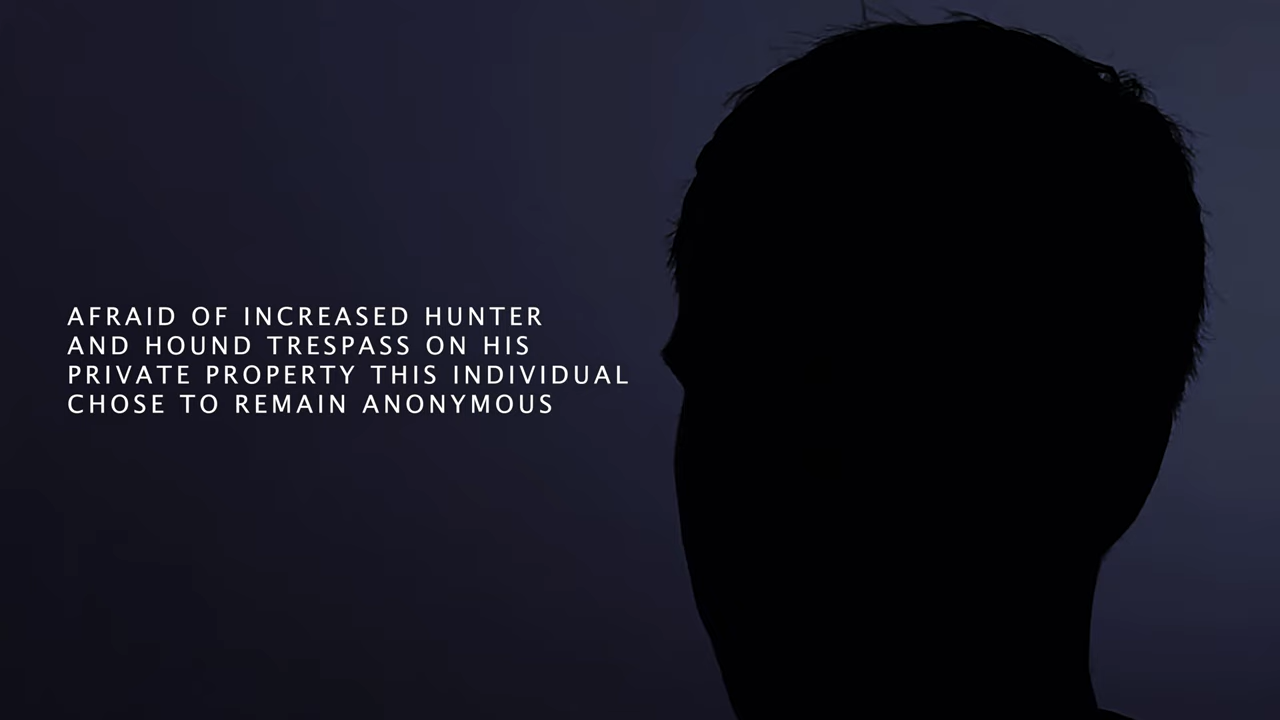 AFRAID OF INCREASED HUNTER
AND HOUND TRESPASS ON HIS
PRIVATE PROPERTY THIS INDIVIDUAL
CHOSE TO REMAIN ANONYMOUS